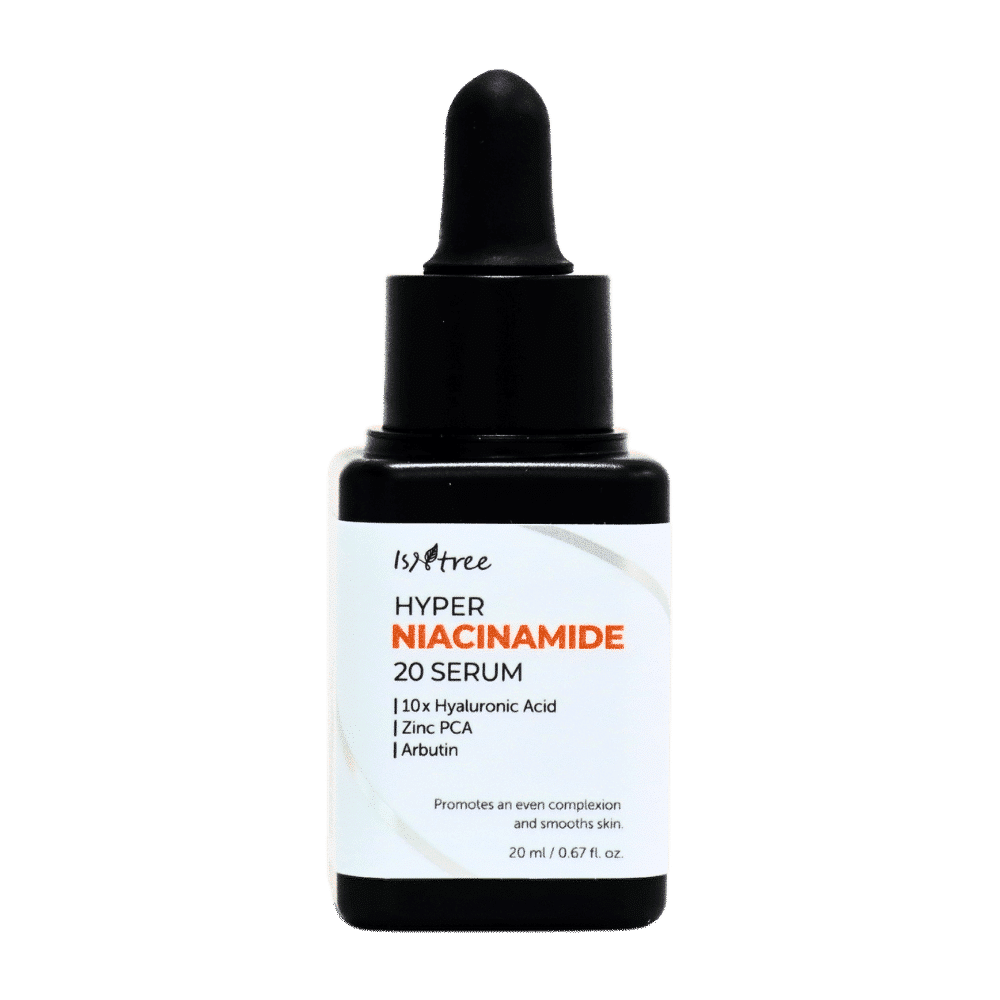 Isntree
HYPER
NIACINAMIDE
20 SERUM
| 10x Hyaluronic Acid
| Zinc PCA
| Arbutin
Promotes an even complexion
and smooths skin.
20 ml / 0.67 fl. oz.